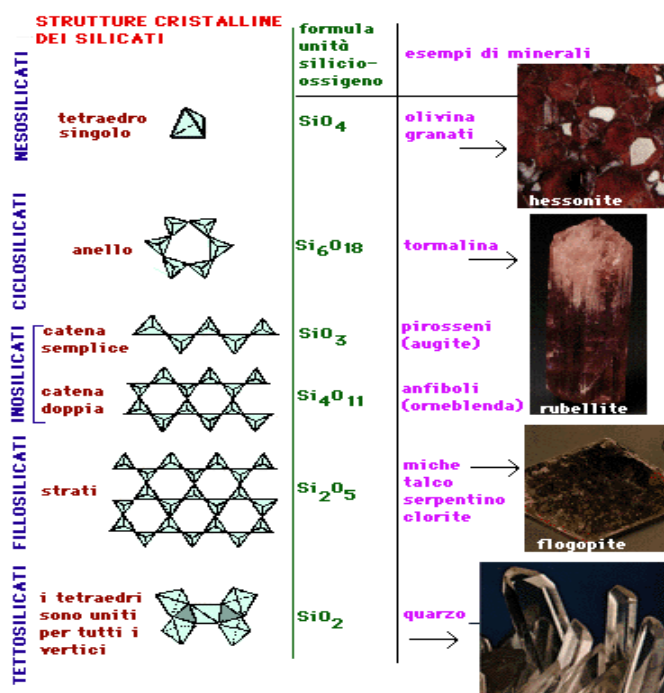 STRUTTURE CRISTALLINE
DEI SILICATI
formula
unità
silicio-
ossigeno
esempi di minerali
NESOSILICATI
tetraedro
singolo
SiO4
olivina
granati
hessonite
CICLOSILICATI
anello
Si6O18
tormalina
rubellite
INOSILICATI
catena
semplice
SiO3
pirosseni
(augite)
catena
doppia
Si4O11
anfiboli
(orneblenda)
FILLOSILICATI
strati
Si2O5
miche
talco
serpentino
clorite
flogopite
TETTOSILICATI
i tetraedri
sono uniti
per tutti i
vertici
SiO2
quarzo